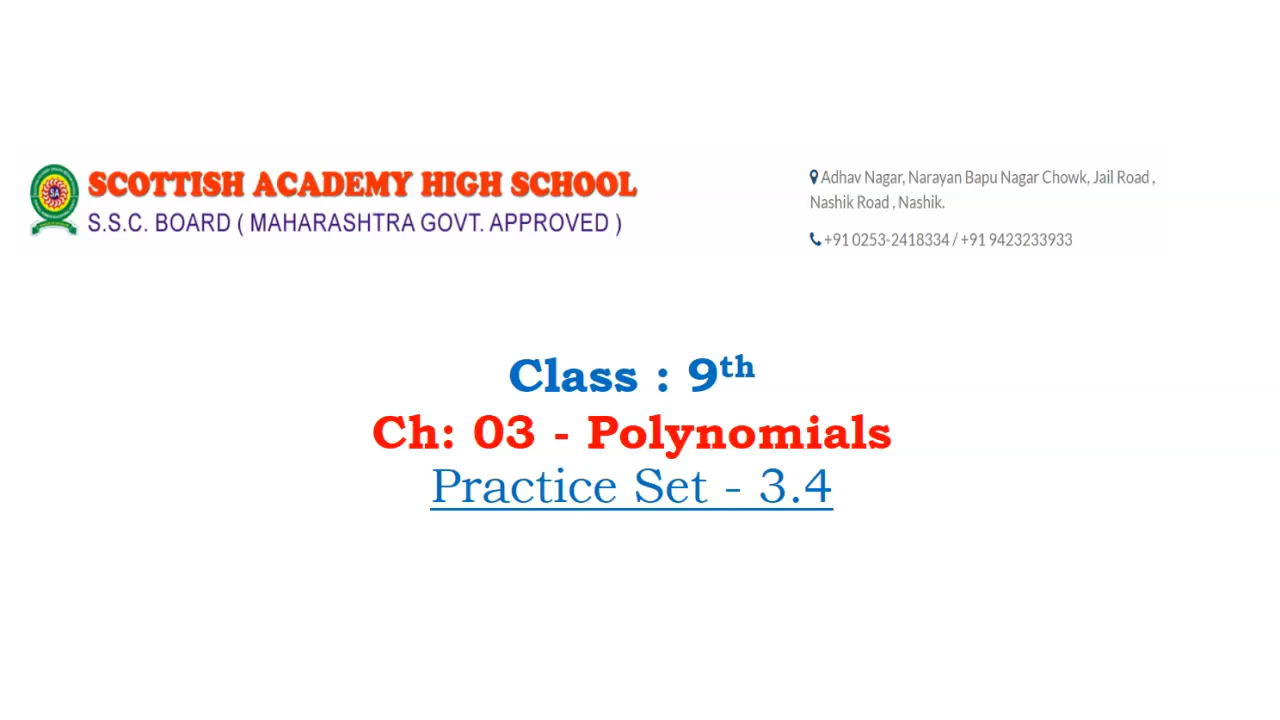 SCOTTISH ACADEMY HIGH SCHOOL
S.S.C. BOARD ( MAHARASHTRA GOVT. APPROVED )
SA
Adhav Nagar, Narayan Bapu Nagar Chowk, Jail Road ,
Nashik Road , Nashik.
+91 0253-2418334 / +91 9423233933
Class : 9th
Ch: 03 - Polynomials
Practice Set - 3.4